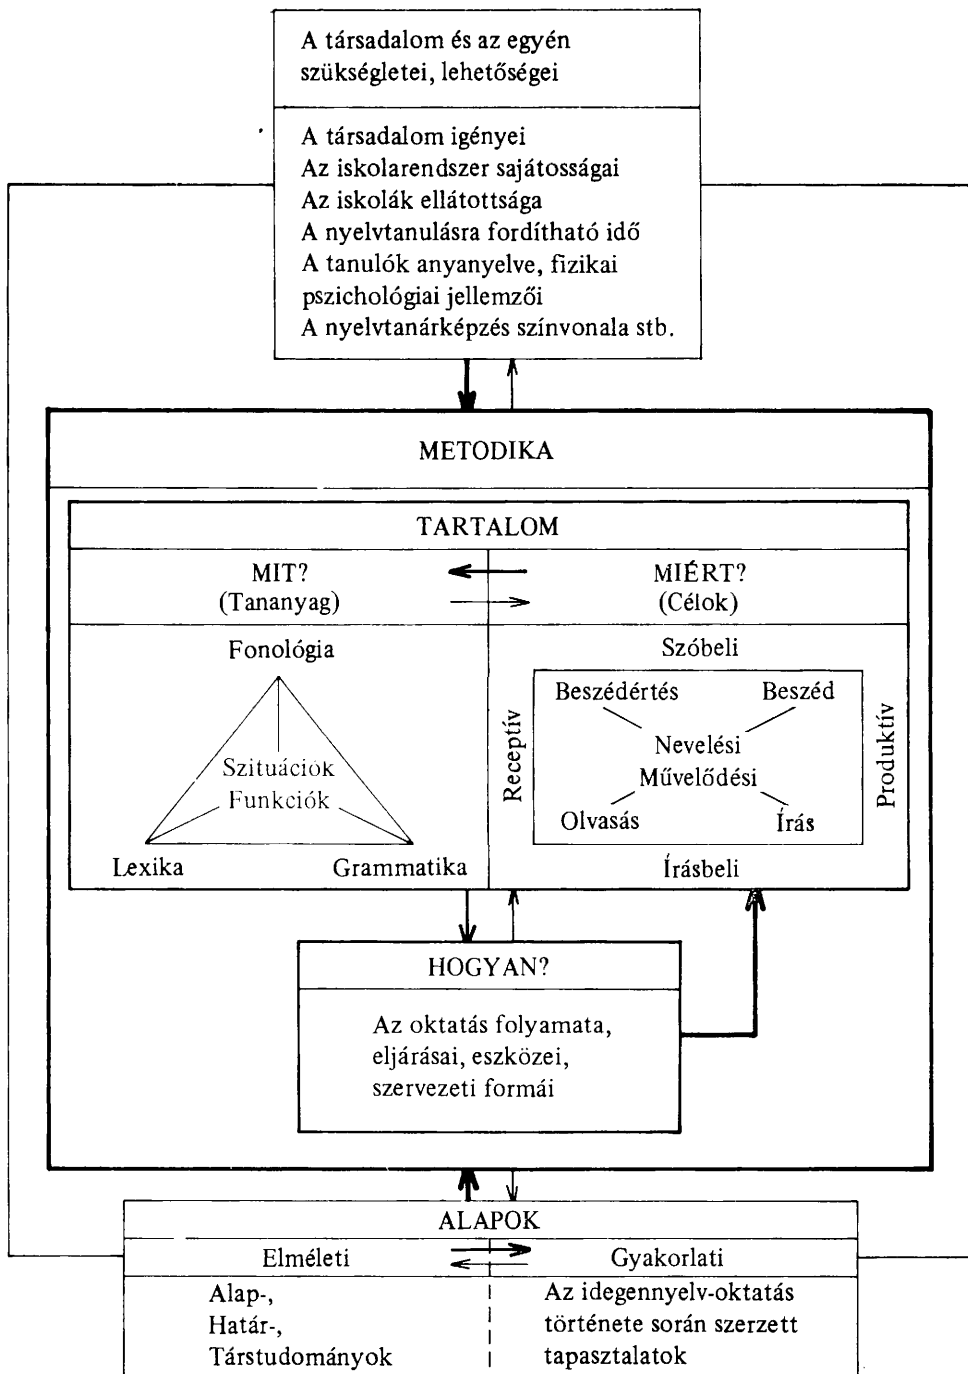 A társadalom és az egyén
szükségletei, lehetőségei
A társadalom igényei
Az iskolarendszer sajátosságai
Az iskolák ellátottsága
A nyelvtanulásra fordítható idő
A tanulók anyanyelve, fizikai
pszichológiai jellemzői
A nyelvtanárképzés színvonala stb.
METODIKA
TARTALOM
MIT?
(Tananyag)
MIÉRT?
(Célok)
Fonológia
Szituációk
Funkciók
Lexika
Grammatika
Szóbeli
Receptív
Beszédértés
Beszéd
Nevelési
Művelődési
Olvasás
Írás
Produktív
Írásbeli
HOGYAN?
Az oktatás folyamata,
eljárásai, eszközei,
szervezeti formái
ALAPOK
Elméleti
Gyakorlati
Alap-,
Határ-,
Társtudományok
Az idegennyelv-oktatás
története során szerzett
tapasztalatok